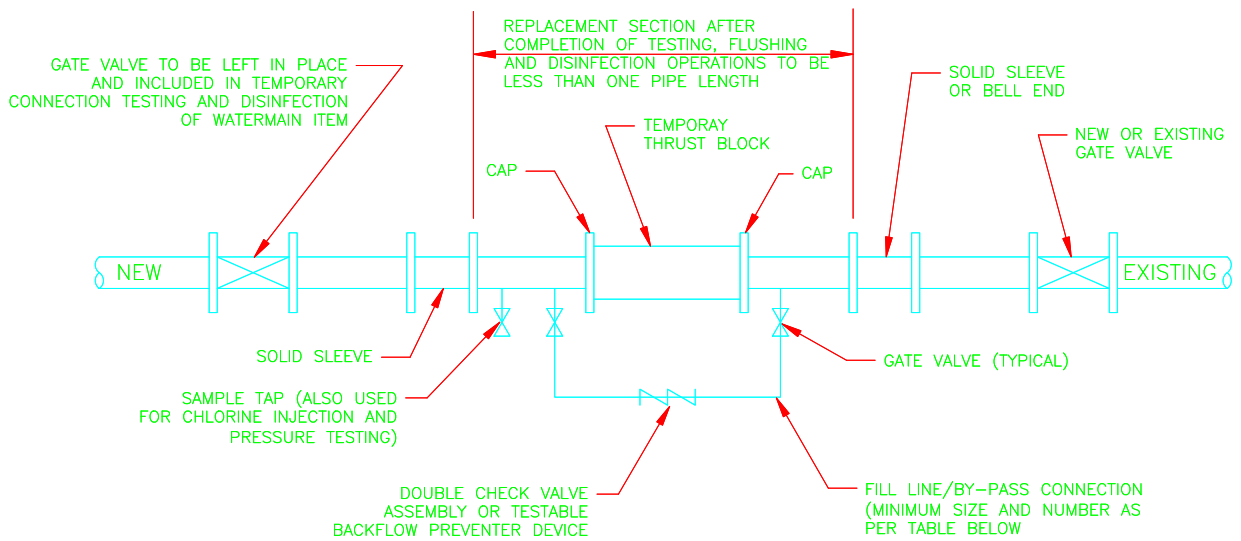 REPLACEMENT SECTION AFTER
COMPLETION OF TESTING, FLUSHING
AND DISINFECTION OPERATIONS TO BE
LESS THAN ONE PIPE LENGTH
GATE VALVE TO BE LEFT IN PLACE
AND INCLUDED IN TEMPORARY
CONNECTION TESTING AND DISINFECTION
OF WATERMAIN ITEM
SOLID SLEEVE
OR BELL END
TEMPORAY
THRUST BLOCK
NEW OR EXISTING
GATE VALVE
CAP
CAP
NEW
EXISTING
SOLID SLEEVE
GATE VALVE (TYPICAL)
SAMPLE TAP (ALSO USED
FOR CHLORINE INJECTION AND
PRESSURE TESTING)
DOUBLE CHECK VALVE
ASSEMBLY OR TESTABLE
BACKFLOW PREVENTER DEVICE
FILL LINE/BY-PASS CONNECTION
(MINIMUM SIZE AND NUMBER AS
PER TABLE BELOW